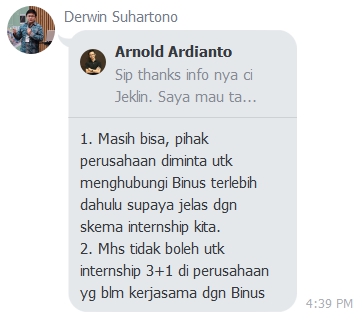 Derwin Suhartono
Arnold Ardianto
Sip thanks info nya ci
Jeklin. Saya mau ta...
1. Masih bisa, pihak
perusahaan diminta utk
menghubungi Binus terlebih
dahulu supaya jelas dgn
skema internship kita.
2. Mhs tidak boleh utk
internship 3+1 di perusahaan
yg blm kerjasama dgn Binus
4:39 PM